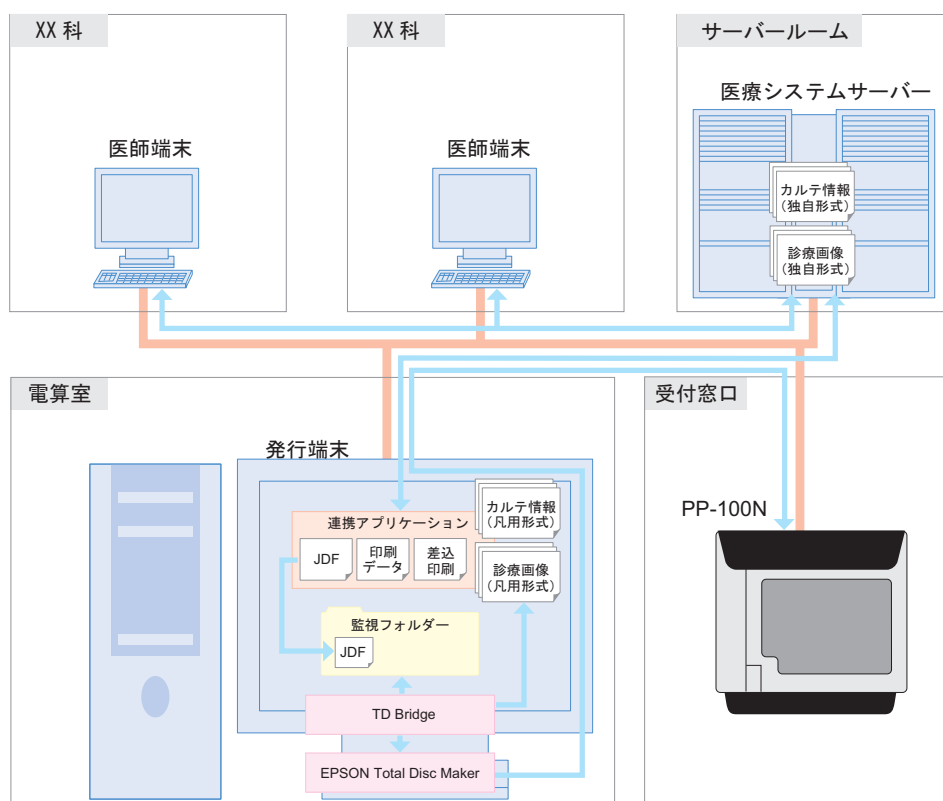 XX 科
XX 科
サーバールーム
医療システムサーバー
医師端末
医師端末
カルテ情報
(独自形式)
診療画像
(独自形式)
電算室
受付窓口
発行端末
カルテ情報
(凡用形式)
連携アプリケーション
JDF
印刷
データ
差込
印刷
診療画像
(凡用形式)
PP-100N
監視フォルダー
JDF
TD Bridge
EPSON Total Disc Maker